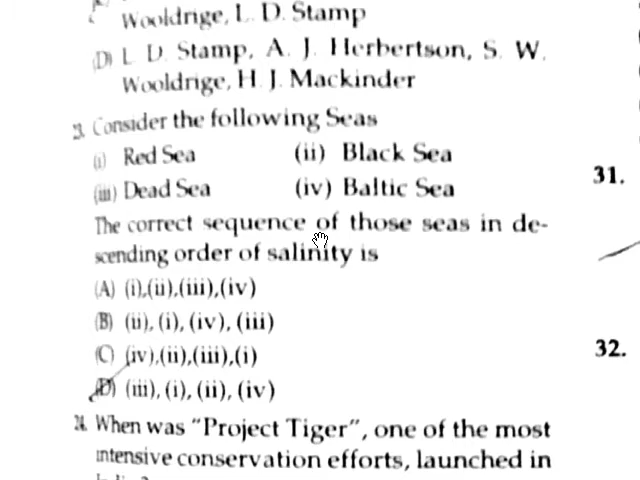 Wooldrige, L. D. Stamp
(D) L. D. Stamp, A. J. Herbertson, S. W.
Wooldrige, H. J. Mackinder
23. Consider the following Seas
(i) Red Sea (ii) Black Sea
(iii) Dead Sea (iv) Baltic Sea
31.
The correct sequence of those seas in de-
scending order of salinity is
(A) (i),(ii),(iii),(iv)
(B) (ii), (i), (iv), (iii)
(C) (iv),(ii),(iii),(i)
32.
(D) (iii), (i), (ii), (iv)
24. When was "Project Tiger", one of the most
intensive conservation efforts, launched in